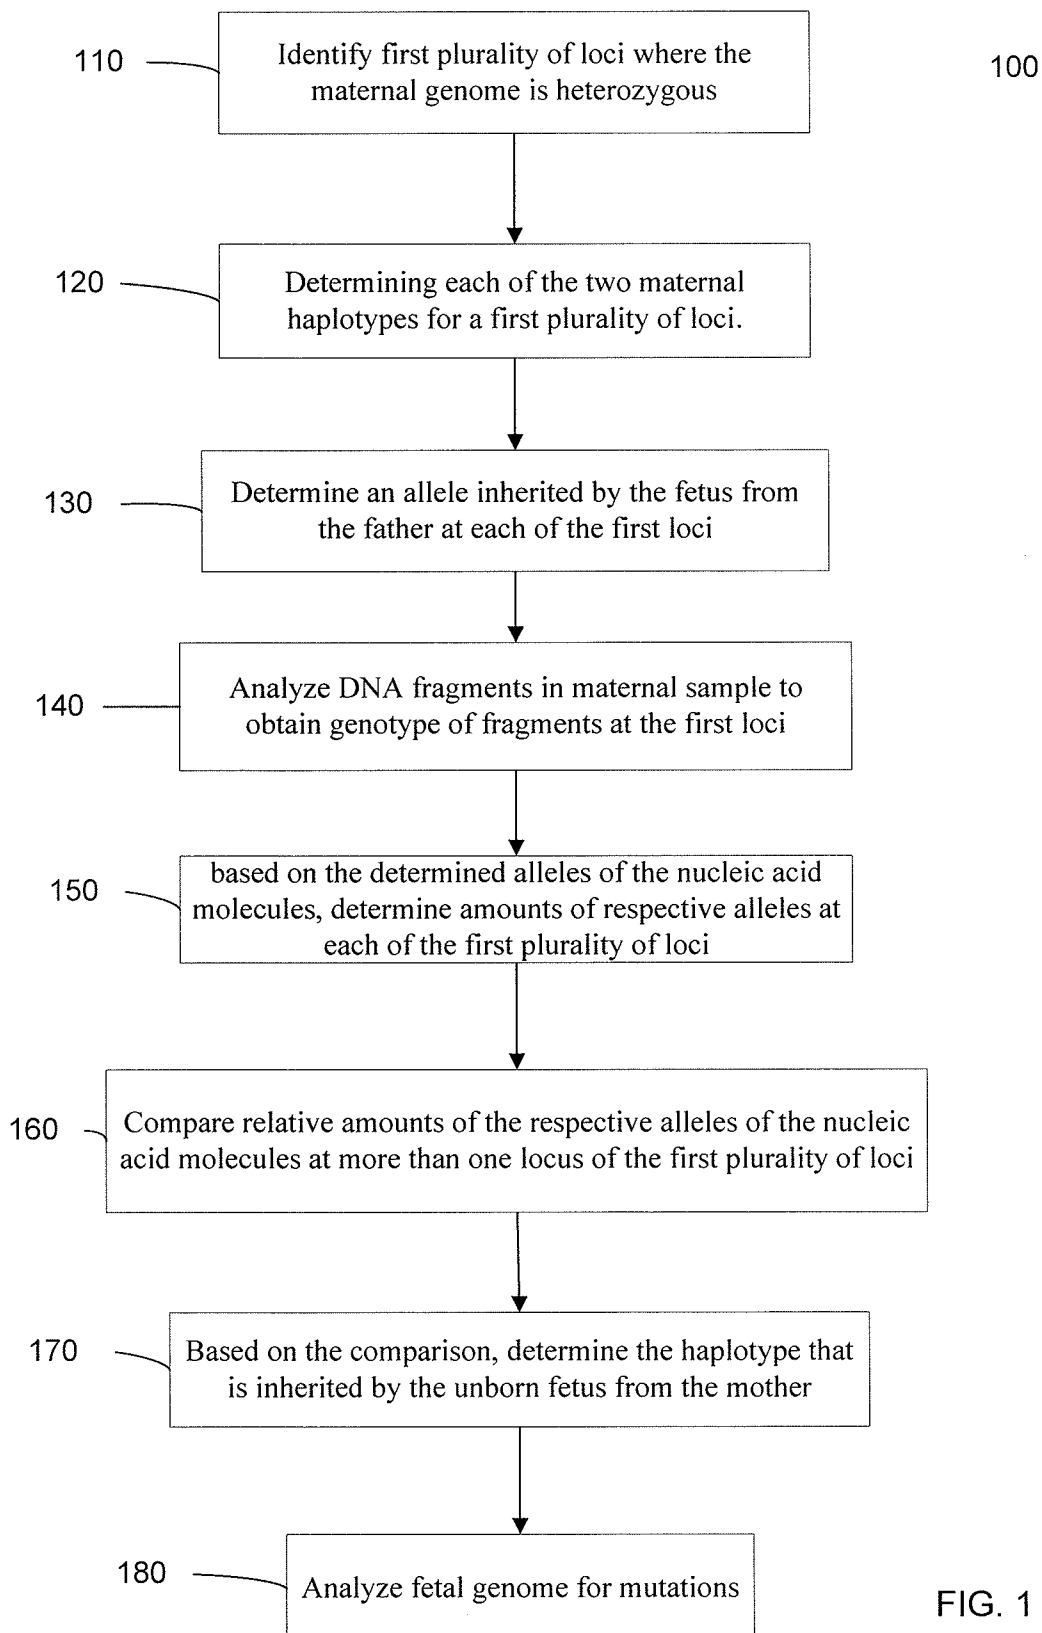 110
Identify first plurality of loci where the
maternal genome is heterozygous
100
120
Determining each of the two maternal
haplotypes for a first plurality of loci.
130
Determine an allele inherited by the fetus from
the father at each of the first loci
140
Analyze DNA fragments in maternal sample to
obtain genotype of fragments at the first loci
150
based on the determined alleles of the nucleic acid
molecules, determine amounts of respective alleles at
each of the first plurality of loci
160
Compare relative amounts of the respective alleles of the nucleic
acid molecules at more than one locus of the first plurality of loci
170
Based on the comparison, determine the haplotype that
is inherited by the unborn fetus from the mother
180
Analyze fetal genome for mutations
FIG. 1